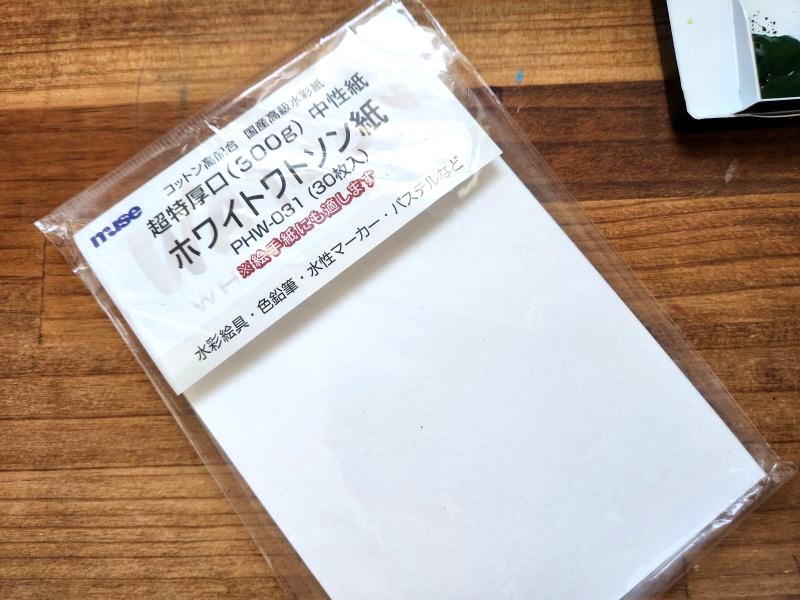 muse
コットン高配合 国産高級水彩紙
超特厚口(300g) 中性紙
ホワイトワトソン紙
PHW-031 (30枚入)
※絵手紙にも適します
水彩絵具・色鉛筆・水性マーカー・パステルなど